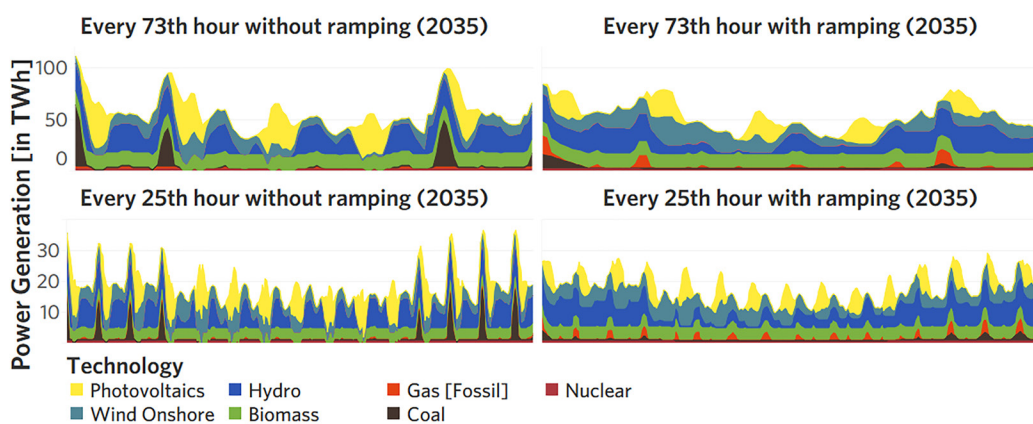 Every 73th hour without ramping (2035)
Every 73th hour with ramping (2035)
Power Generation [in TWh]
100
50
0
Every 25th hour without ramping (2035)
Every 25th hour with ramping (2035)
30
20
10
Technology
Photovoltaics
Hydro
Gas [Fossil]
Nuclear
Wind Onshore
Biomass
Coal